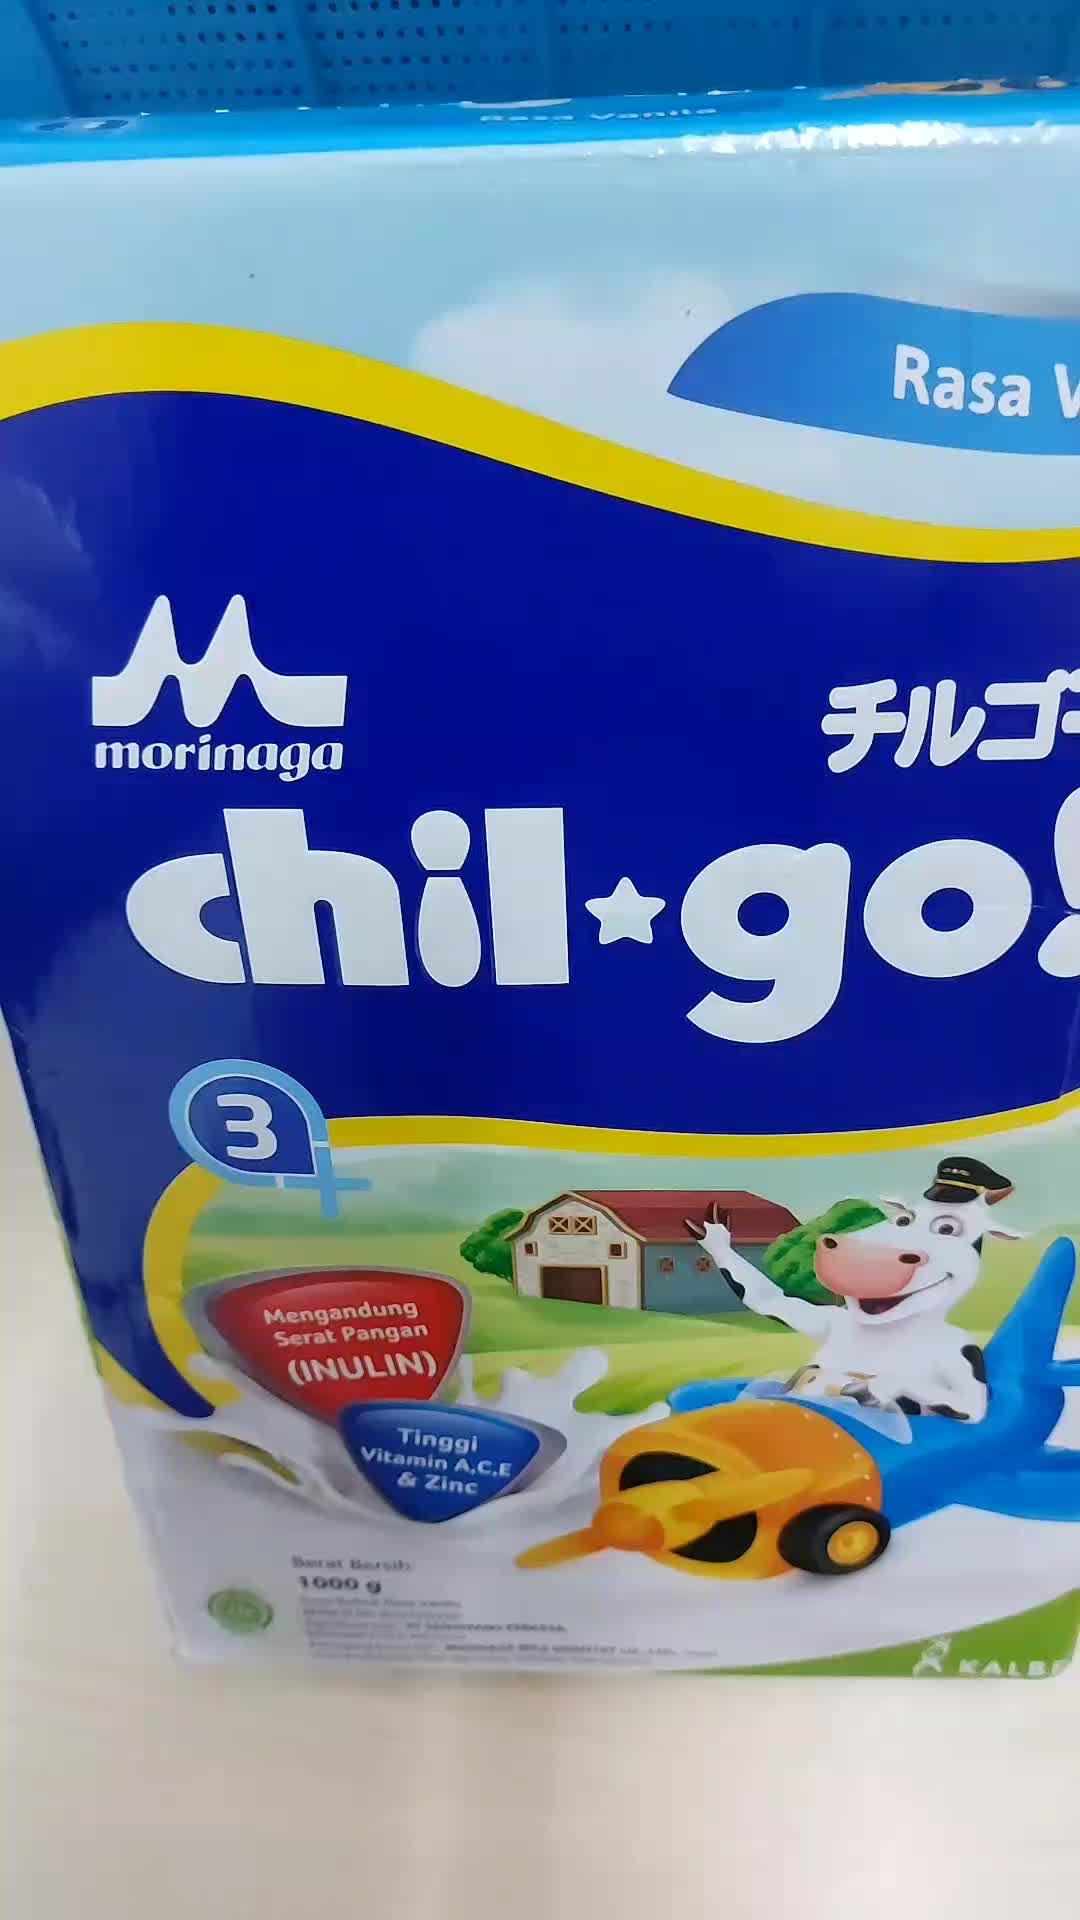 Rasa Vanila
Rasa V
morinaga
チルゴ
chil go!
3+
Mengandung
Serat Pangan
(INULIN)
Tinggi
Vitamin A,C,E
& Zinc
Berat Bersih:
1000 g
KALBE